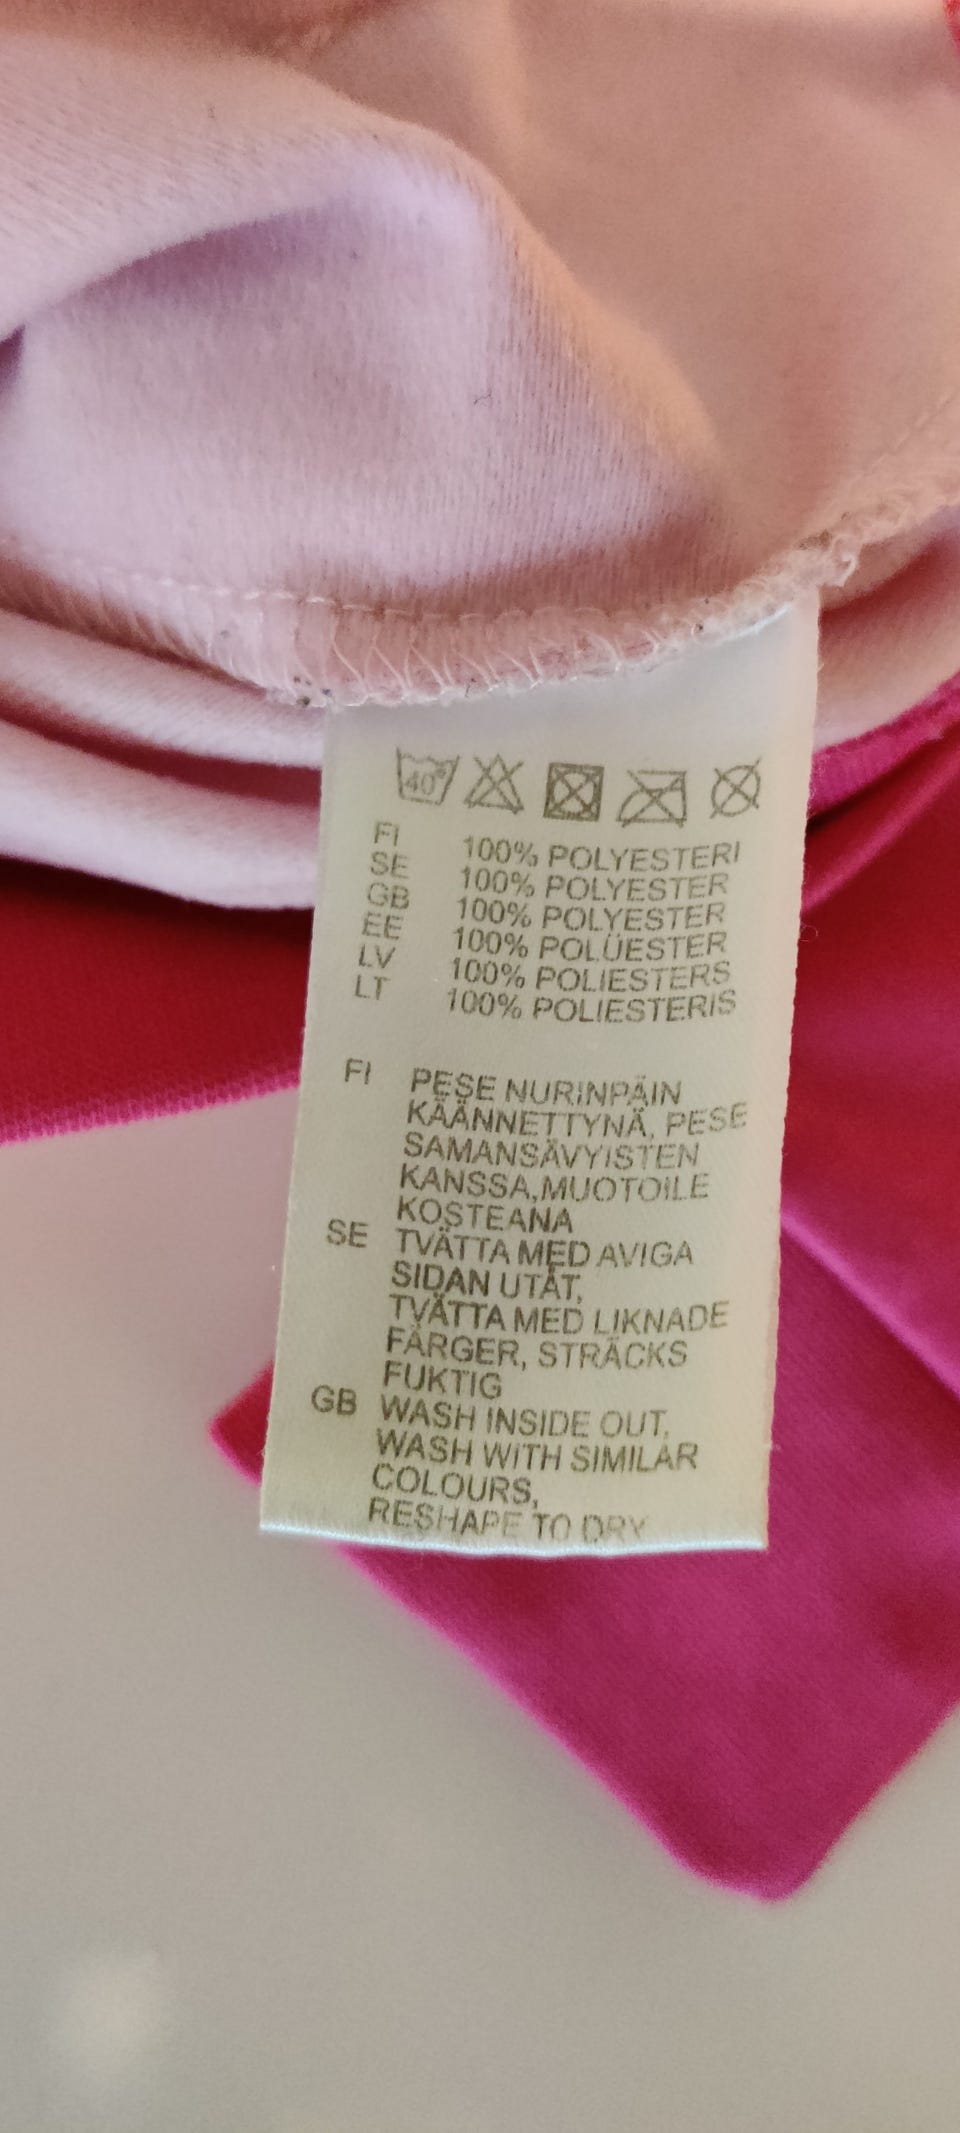 40°
FI 100% POLYESTERI
SE 100% POLYESTER
GB 100% POLYESTER
EE 100% POLÜESTER
LV 100% POLIESTERS
LT 100% POLIESTERIS
FI PESE NURINPÄIN
KÄÄNNETTYNÄ, PESE
SAMANSÄVYISTEN
KANSSA,MUOTOILE
KOSTEANA
SE TVÄTTA MED AVIGA
SIDAN UTÅT,
TVÄTTA MED LIKNADE
FÄRGER, STRÄCKS
FUKTIG
GB WASH INSIDE OUT,
WASH WITH SIMILAR
COLOURS,
RESHAPE TO DRY